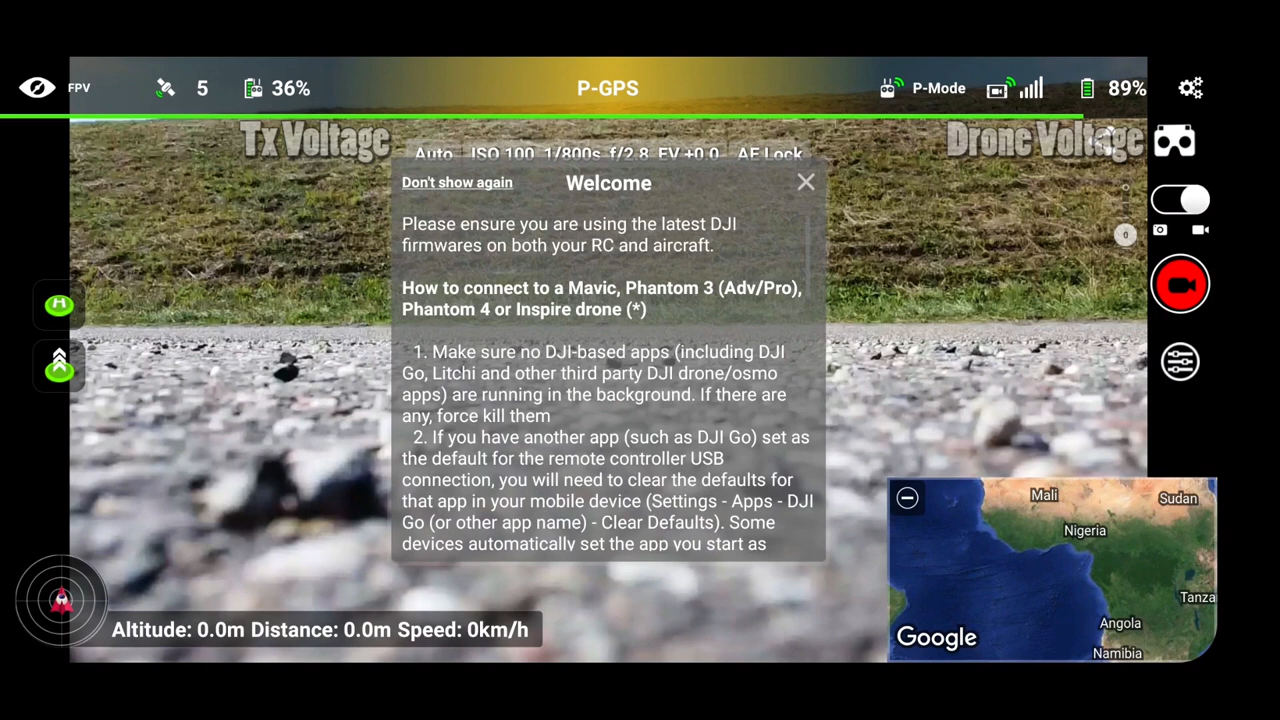 FPV 5 36% P-GPS P-Mode 89%
Tx Voltage Drone Voltage
Auto ISO 100 1/800s f/2.8 EV +0.0 AE Lock
Don't show again Welcome
Please ensure you are using the latest DJI
firmwares on both your RC and aircraft.
How to connect to a Mavic, Phantom 3 (Adv/Pro),
Phantom 4 or Inspire drone (*)
1. Make sure no DJI-based apps (including DJI
Go, Litchi and other third party DJI drone/osmo
apps) are running in the background. If there are
any, force kill them
2. If you have another app (such as DJI Go) set as
the default for the remote controller USB
connection, you will need to clear the defaults for
that app in your mobile device (Settings - Apps - DJI
Go (or other app name) - Clear Defaults). Some
devices automatically set the app you start as
0
H
Altitude: 0.0m Distance: 0.0m Speed: 0km/h
Mali Sudan
Nigeria
Tanza
Angola
Google
Namibia